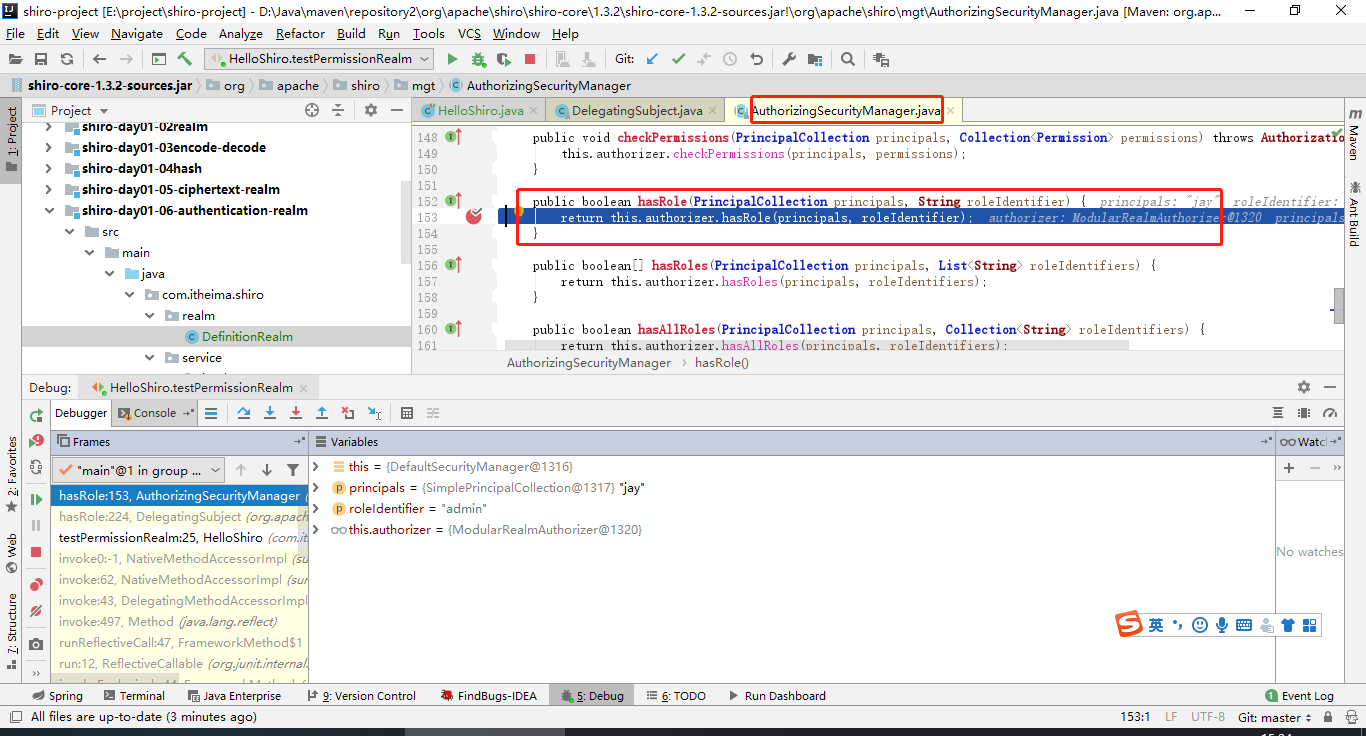 shiro-project [E:\project\shiro-project] - D:\Java\maven\repository2\org\apache\shiro\shiro-core\1.3.2\shiro-core-1.3.2-sources.jar!\org\apache\shiro\mgt\AuthorizingSecurityManager.java [Maven: org.ap...
File Edit View Navigate Code Analyze Refactor Build Run Tools VCS Window Help
HelloShiro.testPermissionRealm Git:
shiro-core-1.3.2-sources.jar org apache shiro mgt AuthorizingSecurityManager
1: Project
Project
HelloShiro.java DelegatingSubject.java AuthorizingSecurityManager.java
shiro-day01-02realm
shiro-day01-03encode-decode
shiro-day01-04hash
shiro-day01-05-ciphertext-realm
shiro-day01-06-authentication-realm
src
main
java
com.itheima.shiro
realm
DefinitionRealm
service
148 public void checkPermissions(PrincipalCollection principals, Collection<Permission> permissions) throws Authorizatio
149 this.authorizer.checkPermissions(principals, permissions);
150 }
151
152 public boolean hasRole(PrincipalCollection principals, String roleIdentifier) { principals: "jay" roleIdentifier:
153 return this.authorizer.hasRole(principals, roleIdentifier); authorizer: ModularRealmAuthorizer@1320 principals
154 }
155
156 public boolean[] hasRoles(PrincipalCollection principals, List<String> roleIdentifiers) {
157 return this.authorizer.hasRoles(principals, roleIdentifiers);
158 }
159
160 public boolean hasAllRoles(PrincipalCollection principals, Collection<String> roleIdentifiers) {
161 return this.authorizer.hasAllRoles(principals, roleIdentifiers);
AuthorizingSecurityManager hasRole()
Maven
Ant Build
Debug: HelloShiro.testPermissionRealm
Debugger Console
Frames
"main"@1 in group ...
hasRole:153, AuthorizingSecurityManager
hasRole:224, DelegatingSubject (org.apach
testPermissionRealm:25, HelloShiro (com.it
invoke0:-1, NativeMethodAccessorImpl (su
invoke:62, NativeMethodAccessorImpl (sur
invoke:43, DelegatingMethodAccessorImpl
invoke:497, Method (java.lang.reflect)
runReflectiveCall:47, FrameworkMethod$1
run:12, ReflectiveCallable (org.junit.internal.
Variables
this = {DefaultSecurityManager@1316}
principals = {SimplePrincipalCollection@1317} "jay"
roleIdentifier = "admin"
this.authorizer = {ModularRealmAuthorizer@1320}
Watch
No watches
2: Favorites
Web
7: Structure
英
Spring Terminal Java Enterprise 9: Version Control FindBugs-IDEA 5: Debug 6: TODO Run Dashboard 1 Event Log
All files are up-to-date (3 minutes ago) 153:1 LF UTF-8 Git: master